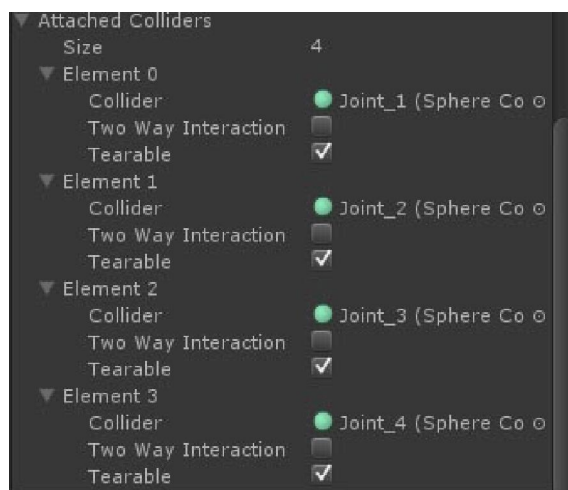 Attached Colliders
Size 4
Element 0
Collider Joint_1 (Sphere Co
Two Way Interaction
Tearable
Element 1
Collider Joint_2 (Sphere Co
Two Way Interaction
Tearable
Element 2
Collider Joint_3 (Sphere Co
Two Way Interaction
Tearable
Element 3
Collider Joint_4 (Sphere Co
Two Way Interaction
Tearable